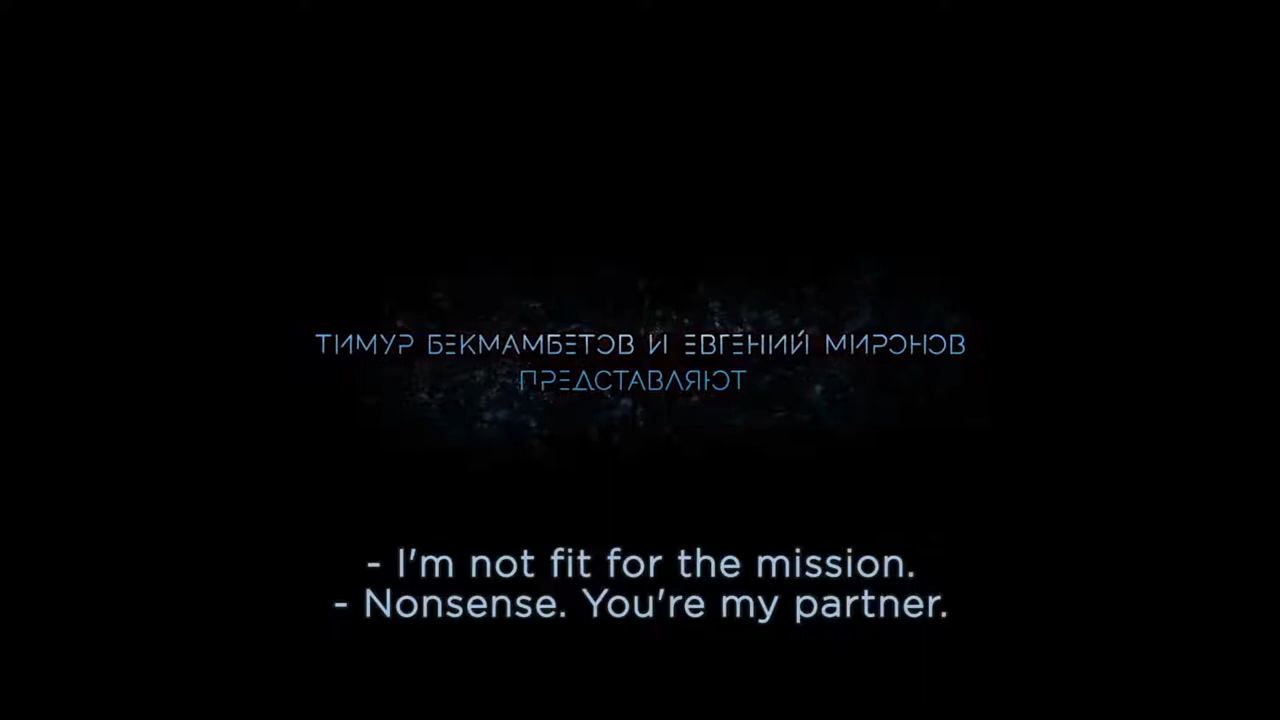 ТИМУР БЕКМАМБЕТОВ И ЕВГЕНИЙ МИРОНОВ
ПРЕДСТАВЛЯЮТ
- I'm not fit for the mission.
- Nonsense. You're my partner.